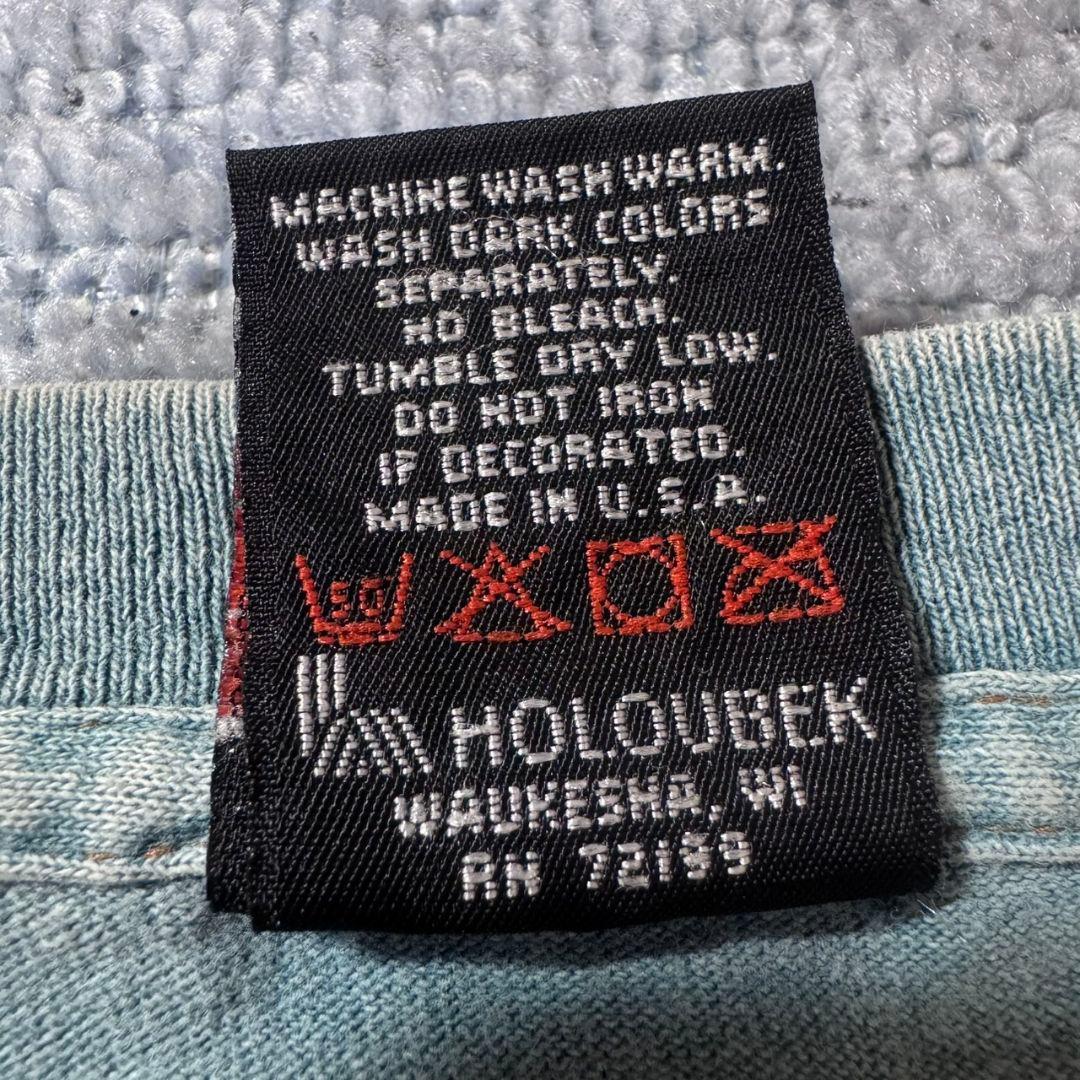 MACHINE WASH WARM.
WASH DARK COLORS
SEPARATELY.
NO BLEACH.
TUMBLE DRY LOW.
DO NOT IRON
IF DECORATED.
MADE IN U.S.A.
50
HOLOUBEK
WAUKESHA, WI
RN 72199